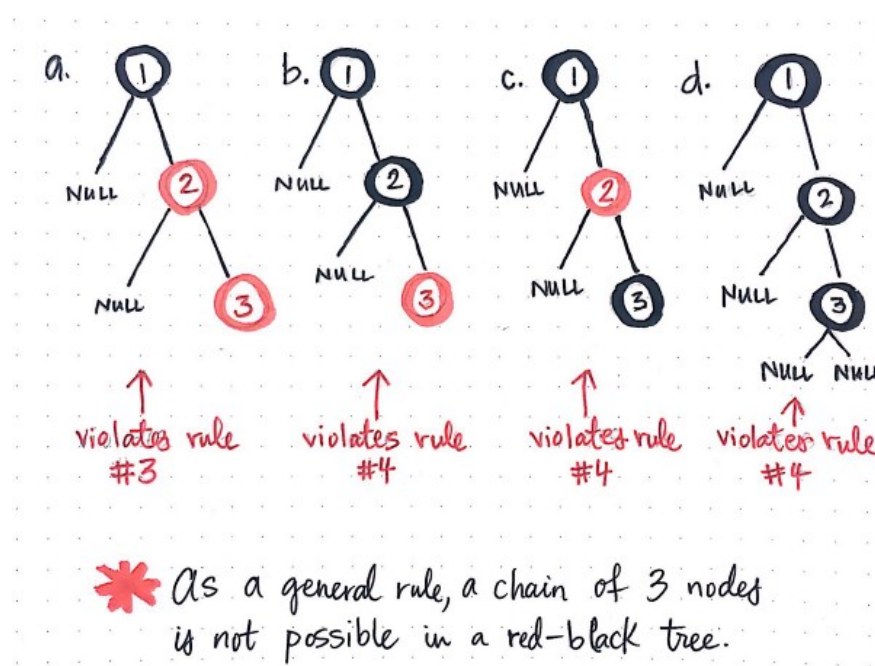 a.
1
NULL
2
NULL
3
violates rule
#3
b.
1
NULL
2
NULL
3
violates rule
#4
c.
1
NULL
2
NULL
3
violates rule
#4
d.
1
NULL
2
NULL
3
NULL NULL
violates rule
#4
As a general rule, a chain of 3 nodes
is not possible in a red-black tree.